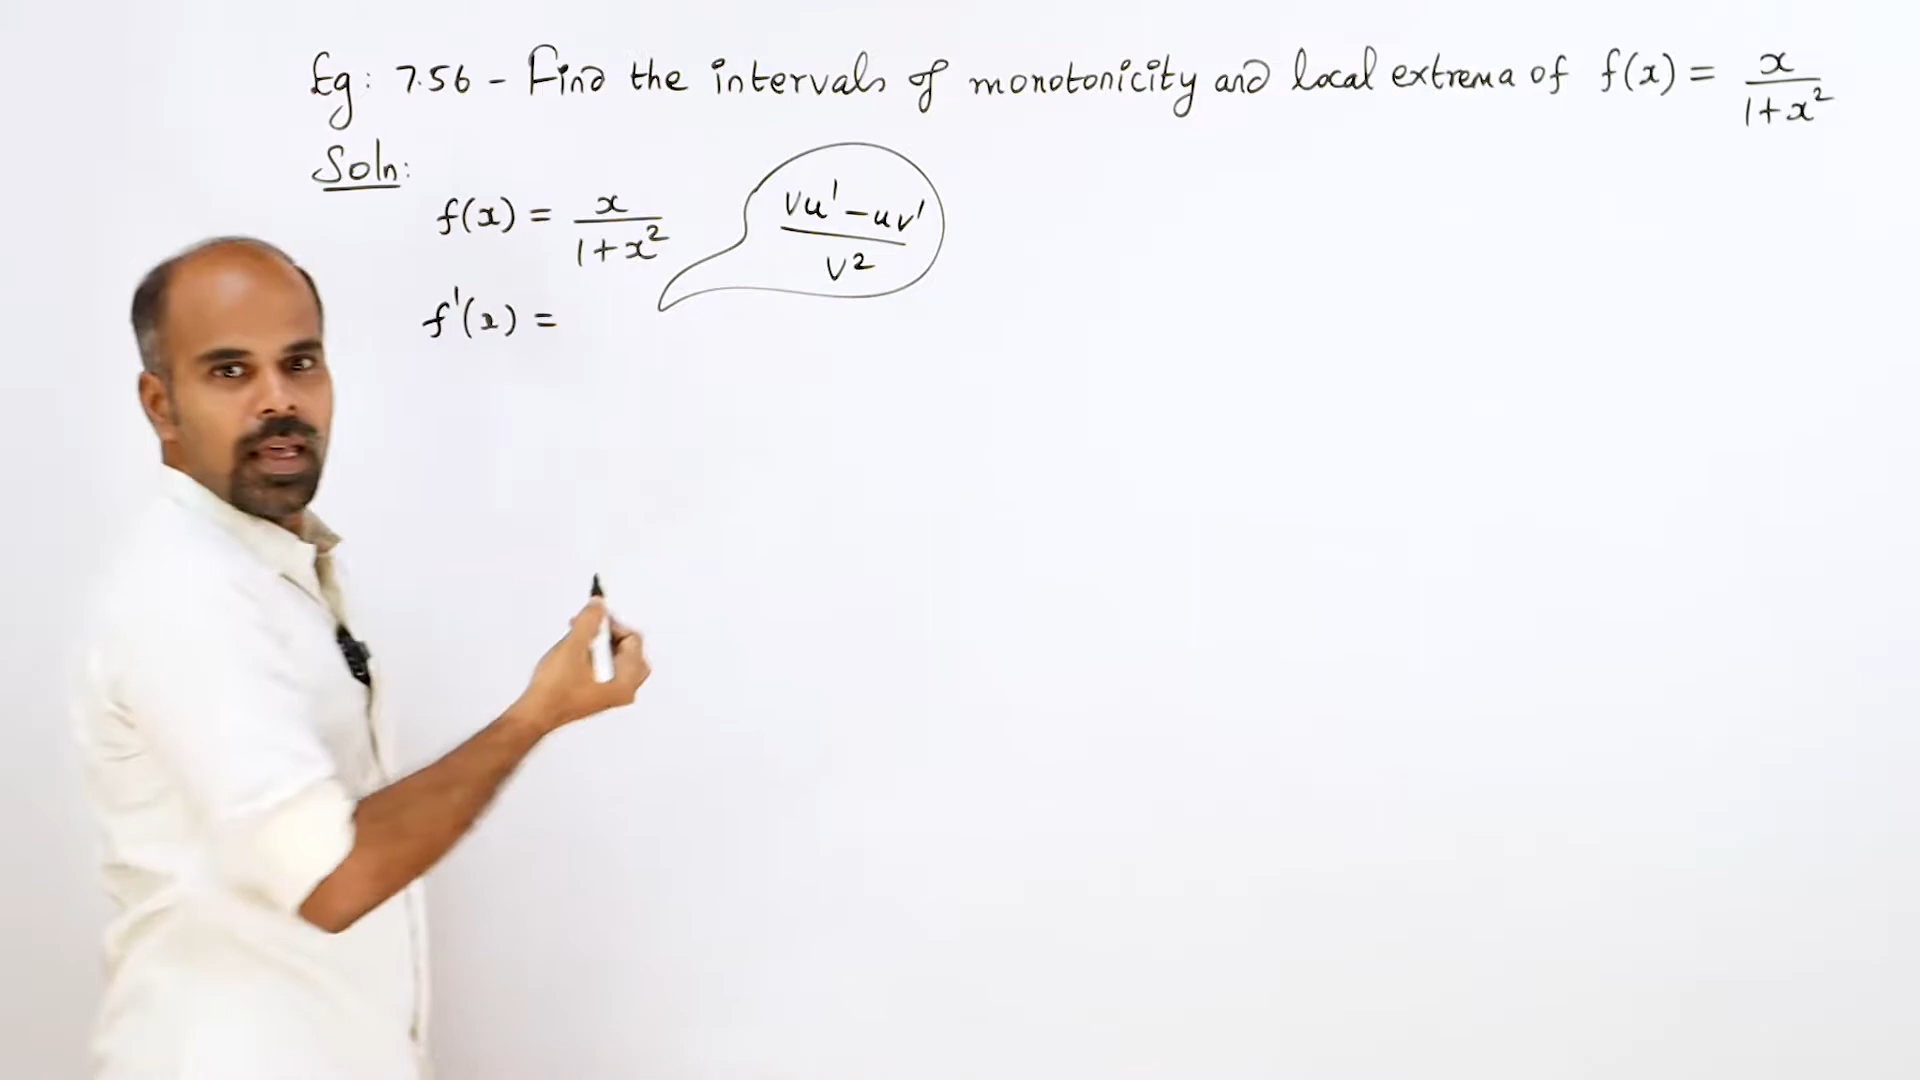 Eg: 7.56 - Find the intervals of monotonicity and local extrema of f(x) = x/(1+x²)
Soln:
f(x) = x/(1+x²)
(vu' - uv')/v²
f'(x) =